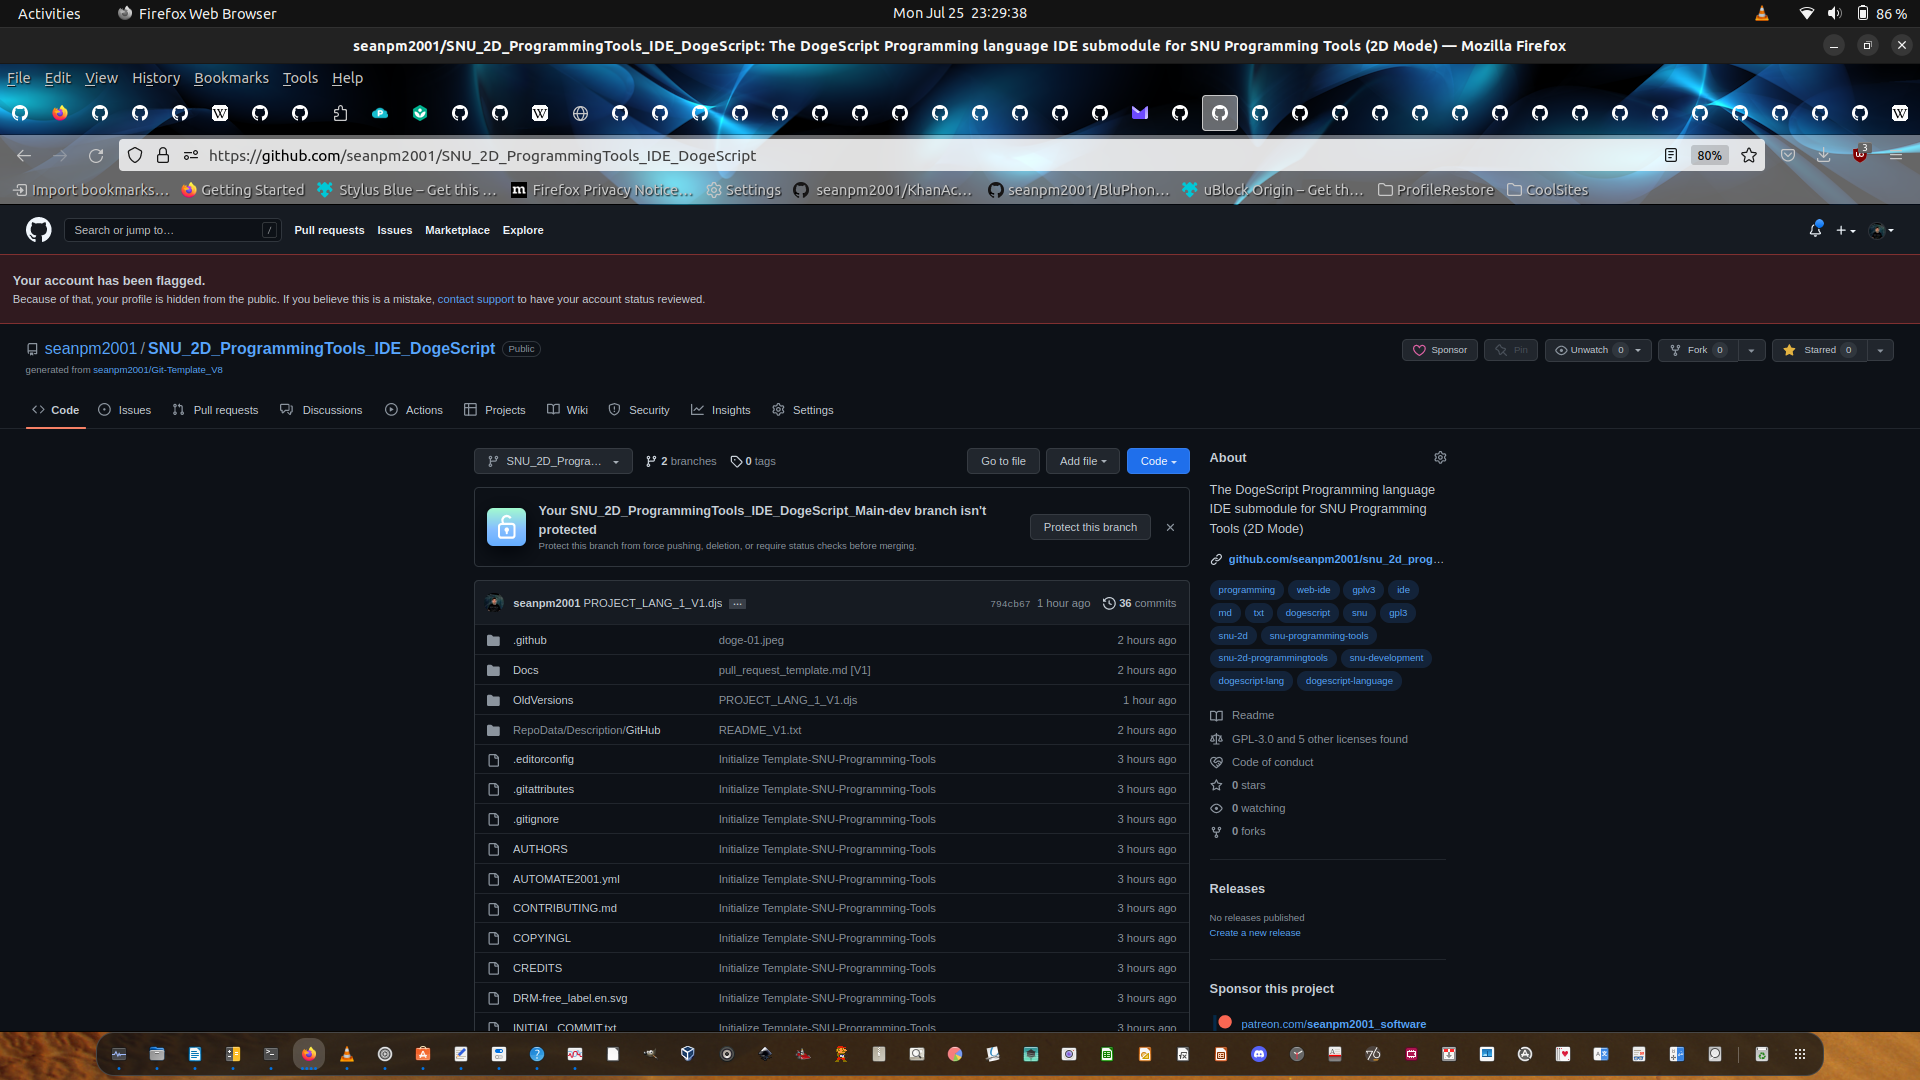 Activities
Firefox Web Browser
Mon Jul 25 23:29:38
86 %
seanpm2001/SNU_2D_ProgrammingTools_IDE_DogeScript: The DogeScript Programming language IDE submodule for SNU Programming Tools (2D Mode) — Mozilla Firefox
File Edit View History Bookmarks Tools Help
https://github.com/seanpm2001/SNU_2D_ProgrammingTools_IDE_DogeScript
80%
3
Import bookmarks… Getting Started Stylus Blue – Get this … Firefox Privacy Notice… Settings seanpm2001/KhanAc… seanpm2001/BluPhon… uBlock Origin – Get th… ProfileRestore CoolSites
Search or jump to… /
Pull requests Issues Marketplace Explore
Your account has been flagged.
Because of that, your profile is hidden from the public. If you believe this is a mistake, contact support to have your account status reviewed.
seanpm2001 / SNU_2D_ProgrammingTools_IDE_DogeScript Public
Sponsor Pin Unwatch 0 Fork 0 Starred 0
generated from seanpm2001/Git-Template_V8
Code Issues Pull requests Discussions Actions Projects Wiki Security Insights Settings
SNU_2D_Progra… 2 branches 0 tags
Go to file Add file Code
Your SNU_2D_ProgrammingTools_IDE_DogeScript_Main-dev branch isn't
protected
Protect this branch from force pushing, deletion, or require status checks before merging.
Protect this branch
seanpm2001 PROJECT_LANG_1_V1.djs … 794cb67 1 hour ago 36 commits
.github doge-01.jpeg 2 hours ago
Docs pull_request_template.md [V1] 2 hours ago
OldVersions PROJECT_LANG_1_V1.djs 1 hour ago
RepoData/Description/GitHub README_V1.txt 2 hours ago
.editorconfig Initialize Template-SNU-Programming-Tools 3 hours ago
.gitattributes Initialize Template-SNU-Programming-Tools 3 hours ago
.gitignore Initialize Template-SNU-Programming-Tools 3 hours ago
AUTHORS Initialize Template-SNU-Programming-Tools 3 hours ago
AUTOMATE2001.yml Initialize Template-SNU-Programming-Tools 3 hours ago
CONTRIBUTING.md Initialize Template-SNU-Programming-Tools 3 hours ago
COPYINGL Initialize Template-SNU-Programming-Tools 3 hours ago
CREDITS Initialize Template-SNU-Programming-Tools 3 hours ago
DRM-free_label.en.svg Initialize Template-SNU-Programming-Tools 3 hours ago
INITIAL_COMMIT.txt Initialize Template-SNU-Programming-Tools 3 hours ago
About
The DogeScript Programming language
IDE submodule for SNU Programming
Tools (2D Mode)
github.com/seanpm2001/snu_2d_prog…
programming web-ide gplv3 ide
md txt dogescript snu gpl3
snu-2d snu-programming-tools
snu-2d-programmingtools snu-development
dogescript-lang dogescript-language
Readme
GPL-3.0 and 5 other licenses found
Code of conduct
0 stars
0 watching
0 forks
Releases
No releases published
Create a new release
Sponsor this project
patreon.com/seanpm2001_software